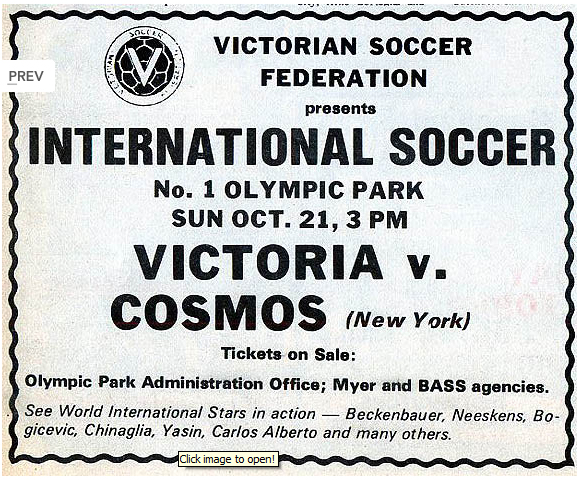 PREV
SOCCER
VICTORIAN SOCCER
FEDERATION
presents
INTERNATIONAL SOCCER
No. 1 OLYMPIC PARK
SUN OCT. 21, 3 PM
VICTORIA v.
COSMOS (New York)
Tickets on Sale:
Olympic Park Administration Office; Myer and BASS agencies.
See World International Stars in action — Beckenbauer, Neeskens, Bo-
gicevic, Chinaglia, Yasin, Carlos Alberto and many others.
Click image to open!